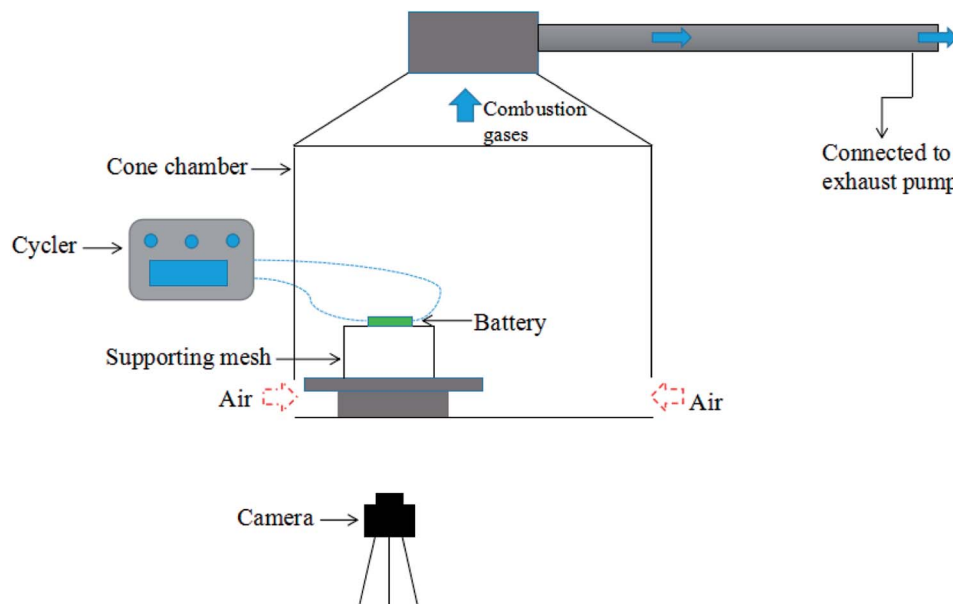 Combustion
gases
Connected to
exhaust pump
Cone chamber
Cycler
Battery
Supporting mesh
Air
Air
Camera